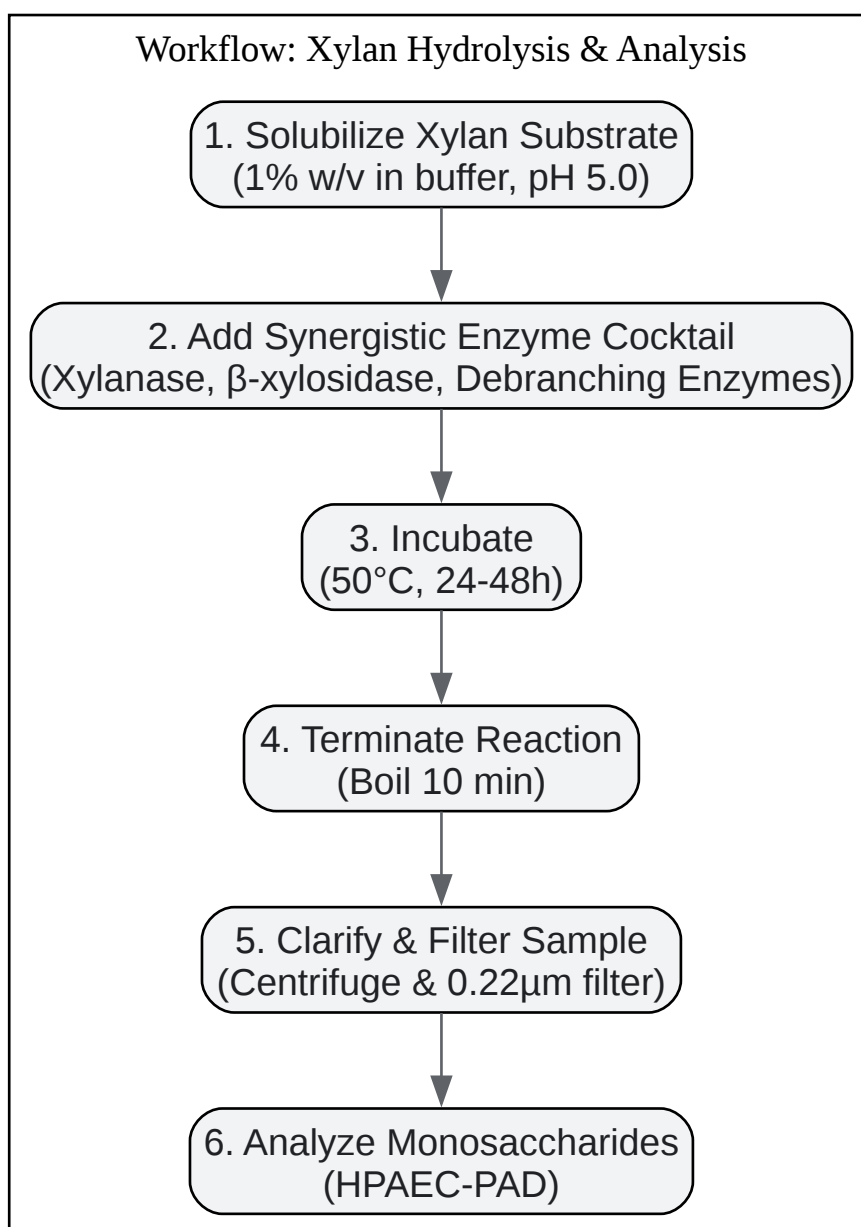 Workflow: Xylan Hydrolysis & Analysis
1. Solubilize Xylan Substrate
(1% w/v in buffer, pH 5.0)
2. Add Synergistic Enzyme Cocktail
(Xylanase, β-xylosidase, Debranching Enzymes)
3. Incubate
(50°C, 24-48h)
4. Terminate Reaction
(Boil 10 min)
5. Clarify & Filter Sample
(Centrifuge & 0.22µm filter)
6. Analyze Monosaccharides
(HPAEC-PAD)